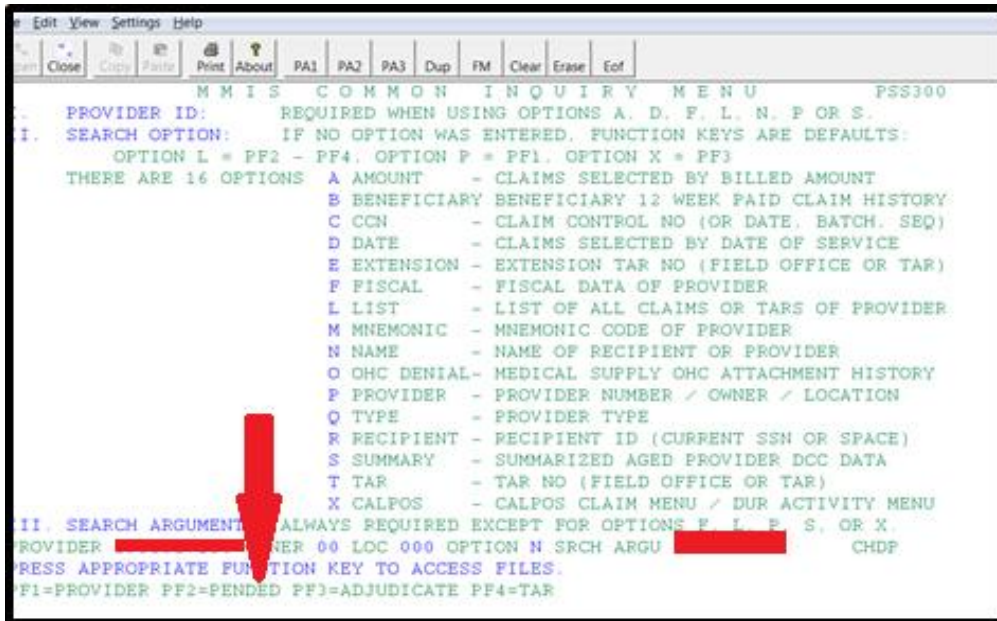 e Edit View Settings Help
Close Copy Paste Print About PA1 PA2 PA3 Dup FM Clear Erase Eof
M M I S C O M M O N I N Q U I R Y M E N U PSS300
. PROVIDER ID: REQUIRED WHEN USING OPTIONS A, D, F, L, N, P OR S.
I. SEARCH OPTION: IF NO OPTION WAS ENTERED, FUNCTION KEYS ARE DEFAULTS:
OPTION L = PF2 - PF4, OPTION P = PF1, OPTION X = PF3
THERE ARE 16 OPTIONS A AMOUNT - CLAIMS SELECTED BY BILLED AMOUNT
B BENEFICIARY BENEFICIARY 12 WEEK PAID CLAIM HISTORY
C CCN - CLAIM CONTROL NO (OR DATE, BATCH, SEQ)
D DATE - CLAIMS SELECTED BY DATE OF SERVICE
E EXTENSION - EXTENSION TAR NO (FIELD OFFICE OR TAR)
F FISCAL - FISCAL DATA OF PROVIDER
L LIST - LIST OF ALL CLAIMS OR TARS OF PROVIDER
M MNEMONIC - MNEMONIC CODE OF PROVIDER
N NAME - NAME OF RECIPIENT OR PROVIDER
O OHC DENIAL- MEDICAL SUPPLY OHC ATTACHMENT HISTORY
P PROVIDER - PROVIDER NUMBER / OWNER / LOCATION
Q TYPE - PROVIDER TYPE
R RECIPIENT - RECIPIENT ID (CURRENT SSN OR SPACE)
S SUMMARY - SUMMARIZED AGED PROVIDER DCC DATA
T TAR - TAR NO (FIELD OFFICE OR TAR)
X CALPOS - CALPOS CLAIM MENU / DUR ACTIVITY MENU
II. SEARCH ARGUMENT ALWAYS REQUIRED EXCEPT FOR OPTIONS F, L, P, S, OR X.
ROVIDER NER 00 LOC 000 OPTION N SRCH ARGU CHDP
PRESS APPROPRIATE FUNCTION KEY TO ACCESS FILES.
PF1=PROVIDER PF2=PENDED PF3=ADJUDICATE PF4=TAR